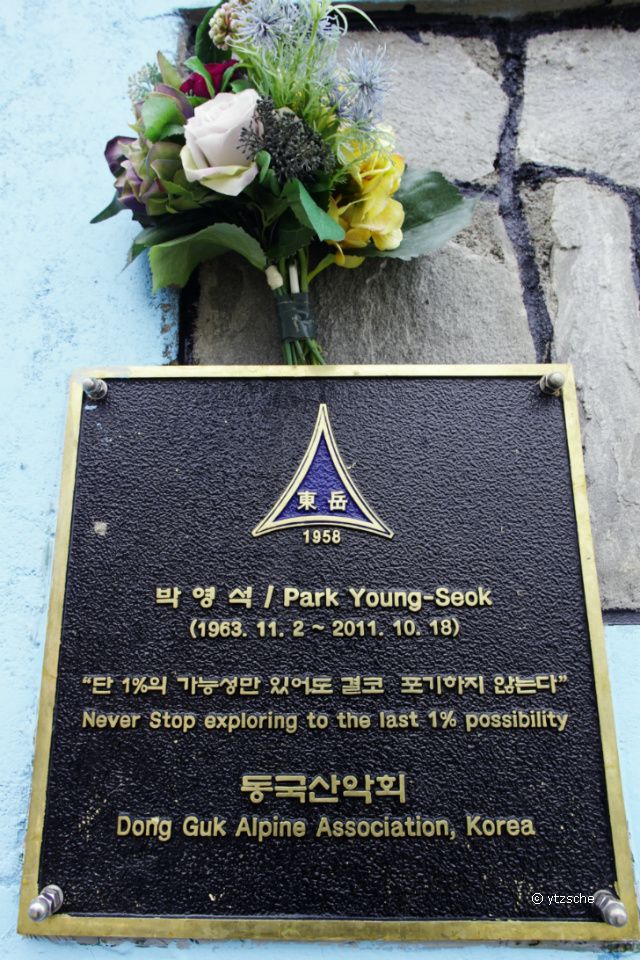 東 岳
1958
박 영 석 / Park Young-Seok
(1963. 11. 2 ~ 2011. 10. 18)
“단 1%의 가능성만 있어도 결코 포기하지 않는다”
Never Stop exploring to the last 1% possibility
동국산악회
Dong Guk Alpine Association, Korea
© ytzsche